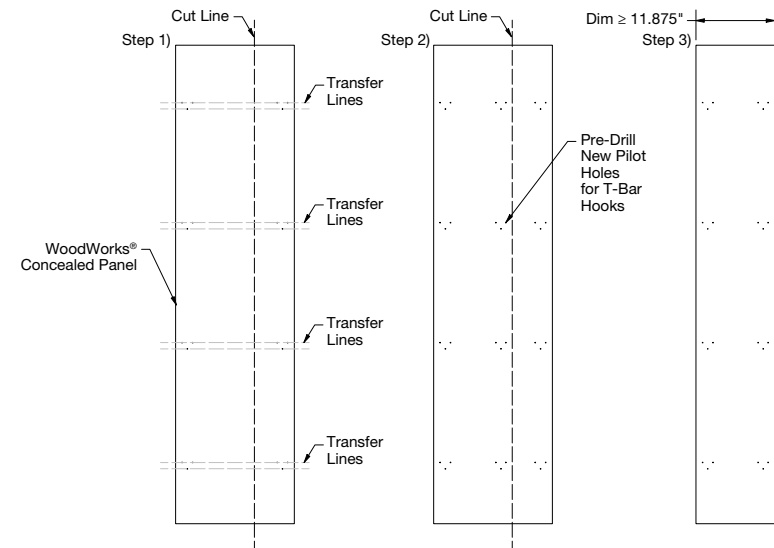 Cut Line
Step 1)
Transfer
Lines
Transfer
Lines
WoodWorks®
Concealed Panel
Transfer
Lines
Transfer
Lines
Cut Line
Step 2)
Pre-Drill
New Pilot
Holes
for T-Bar
Hooks
Dim ≥ 11.875"
Step 3)